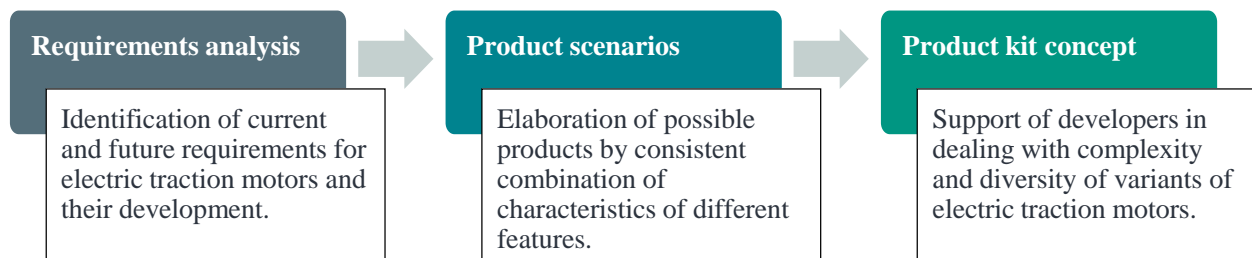 Requirements analysis
Identification of current
and future requirements for
electric traction motors and
their development.
Product scenarios
Elaboration of possible
products by consistent
combination of
characteristics of different
features.
Product kit concept
Support of developers in
dealing with complexity
and diversity of variants of
electric traction motors.